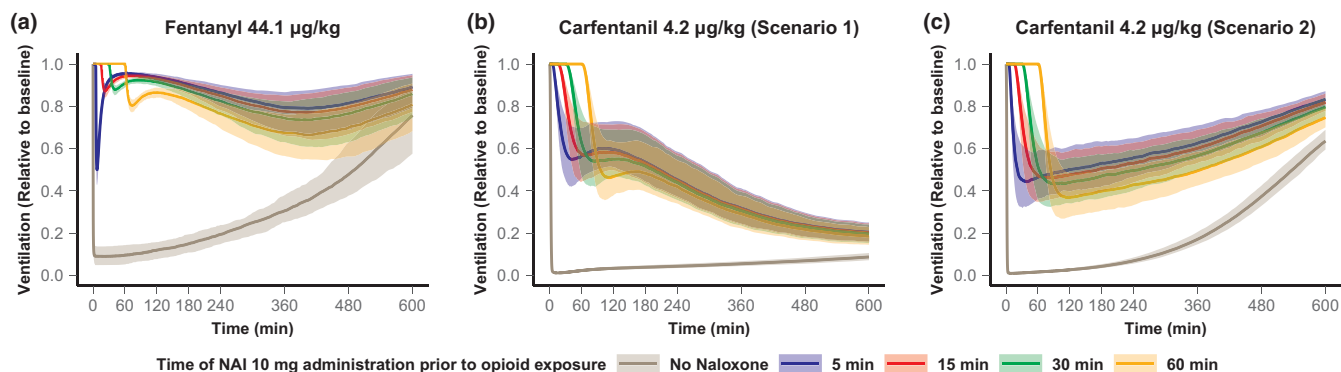 (a) Fentanyl 44.1 µg/kg
Ventilation (Relative to baseline)
1.0
0.8
0.6
0.4
0.2
0.0
0 60 120 180 240 360 480 600
Time (min)
(b) Carfentanil 4.2 µg/kg (Scenario 1)
Ventilation (Relative to baseline)
1.0
0.8
0.6
0.4
0.2
0.0
0 60 120 180 240 360 480 600
Time (min)
(c) Carfentanil 4.2 µg/kg (Scenario 2)
Ventilation (Relative to baseline)
1.0
0.8
0.6
0.4
0.2
0.0
0 60 120 180 240 360 480 600
Time (min)
Time of NAI 10 mg administration prior to opioid exposure No Naloxone 5 min 15 min 30 min 60 min